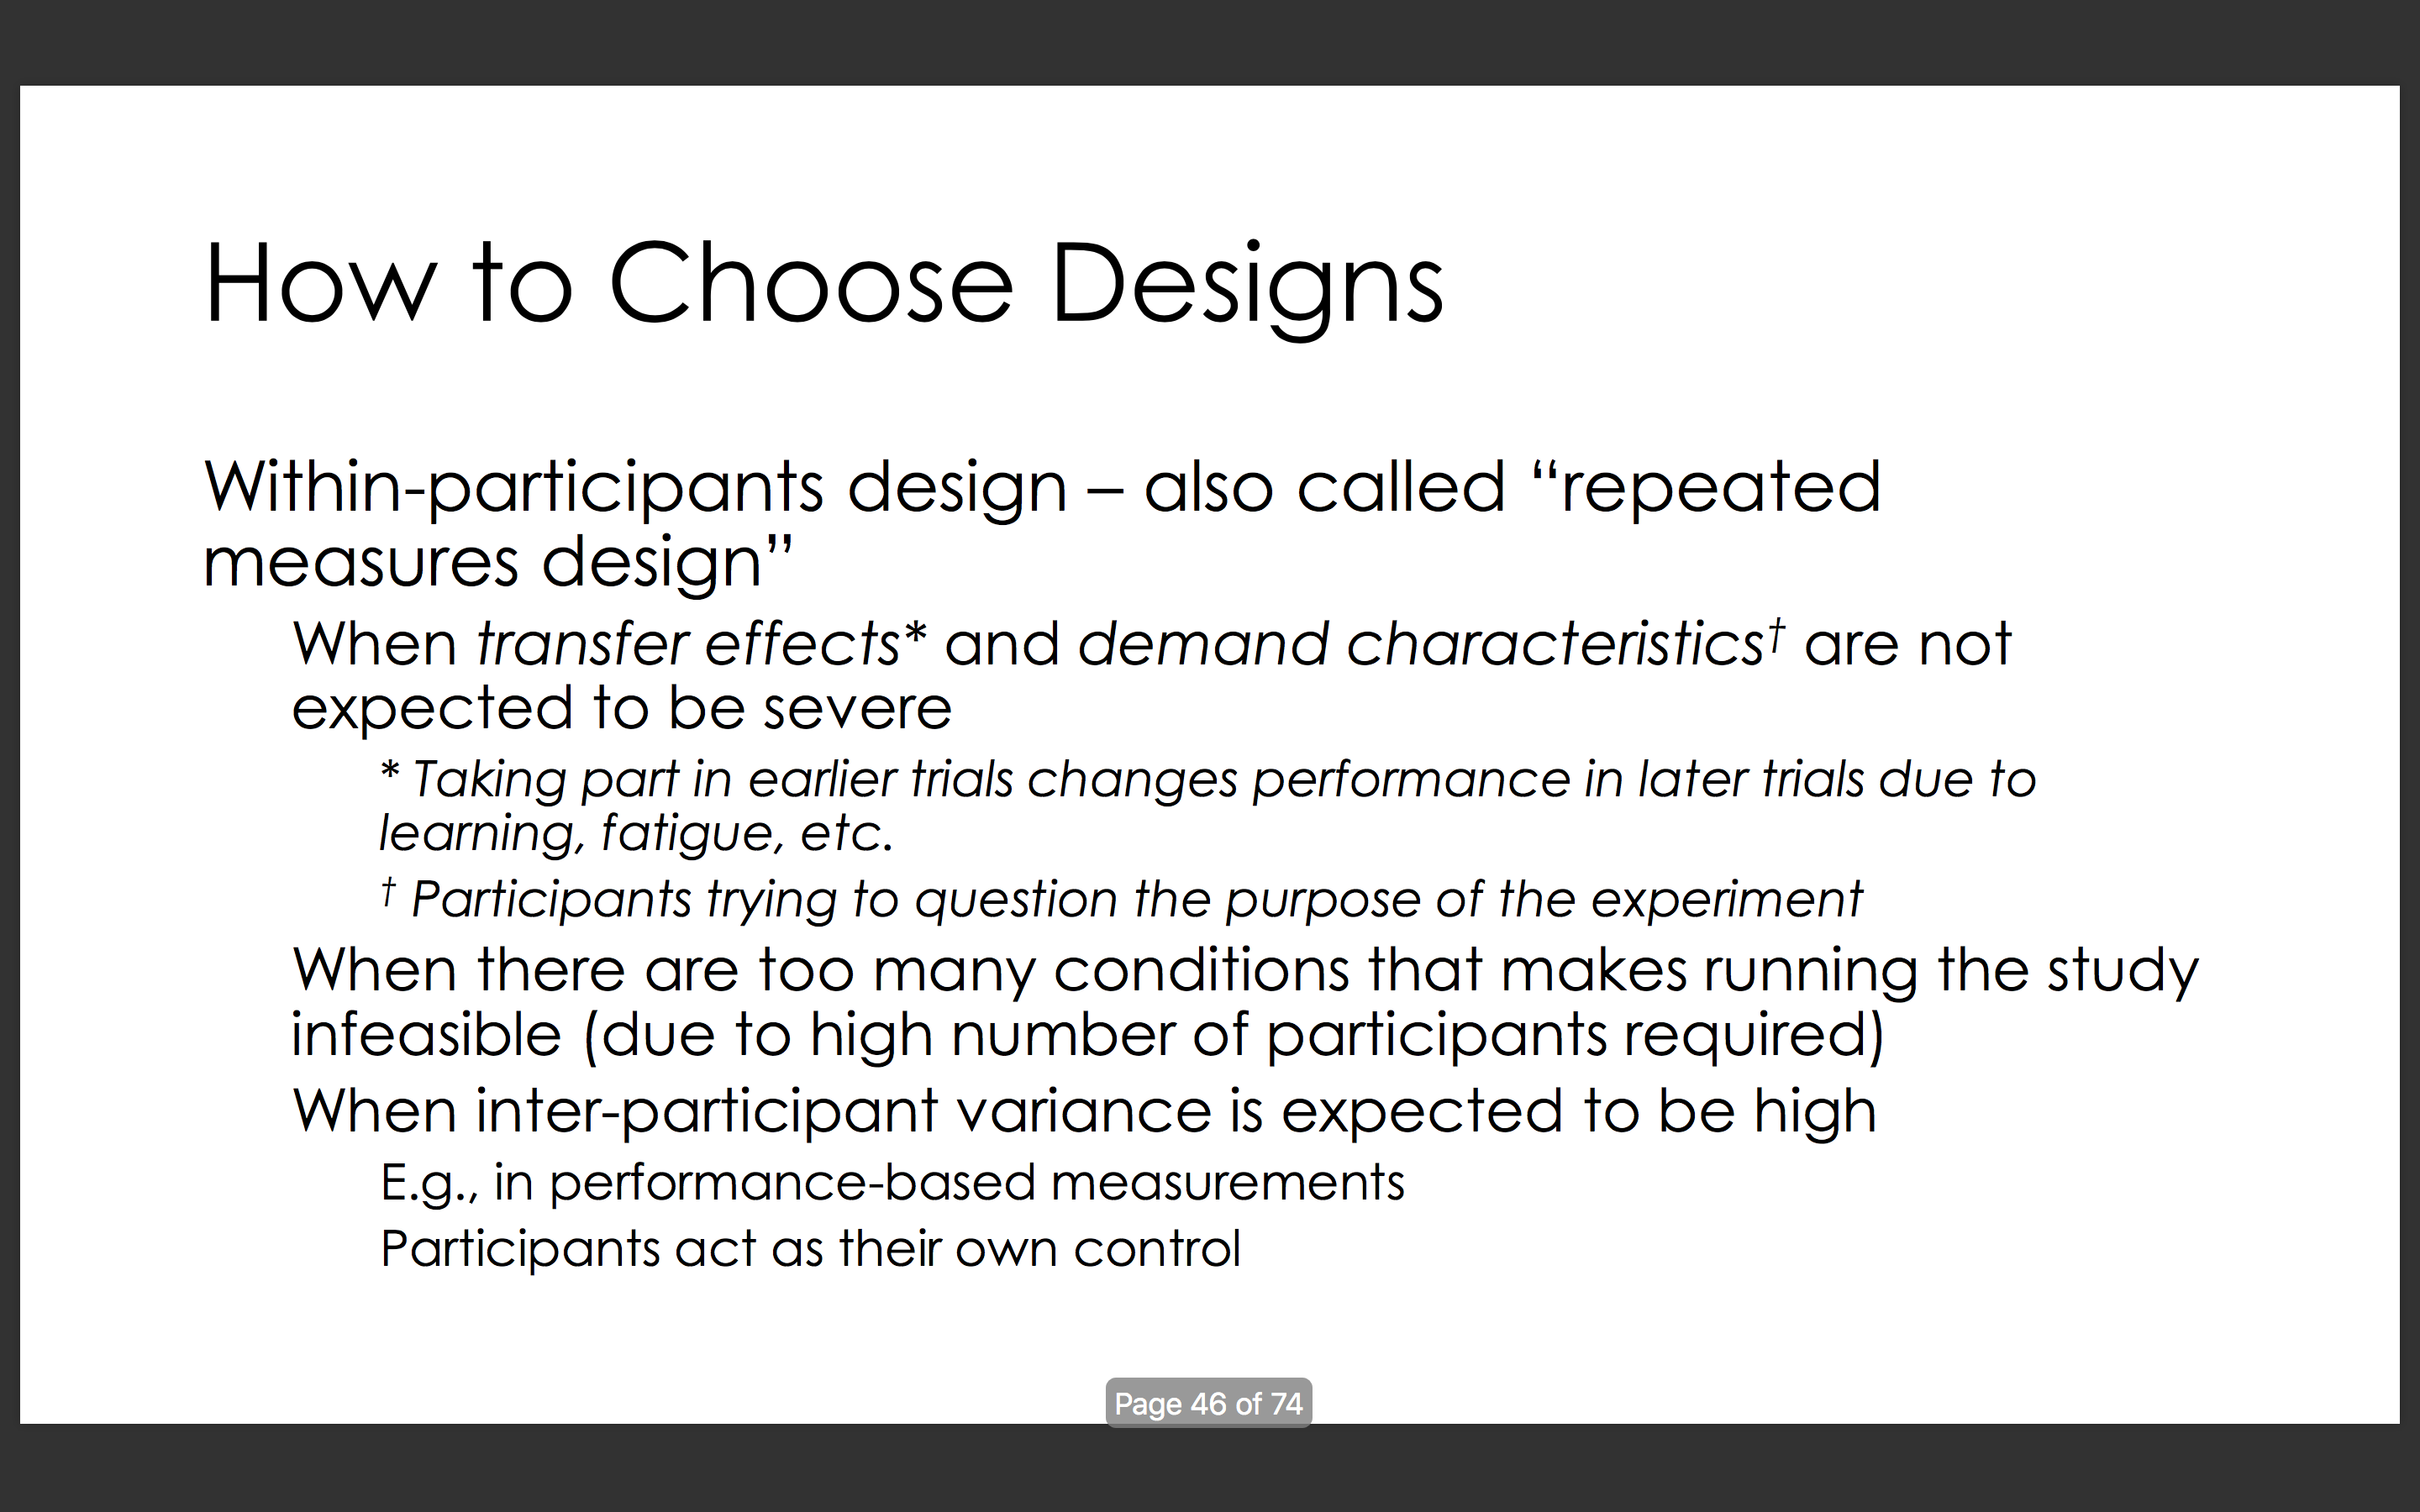 How to Choose Designs
Within-participants design – also called “repeated
measures design”
When transfer effects* and demand characteristics† are not
expected to be severe
* Taking part in earlier trials changes performance in later trials due to
learning, fatigue, etc.
† Participants trying to question the purpose of the experiment
When there are too many conditions that makes running the study
infeasible (due to high number of participants required)
When inter-participant variance is expected to be high
E.g., in performance-based measurements
Participants act as their own control
Page 46 of 74